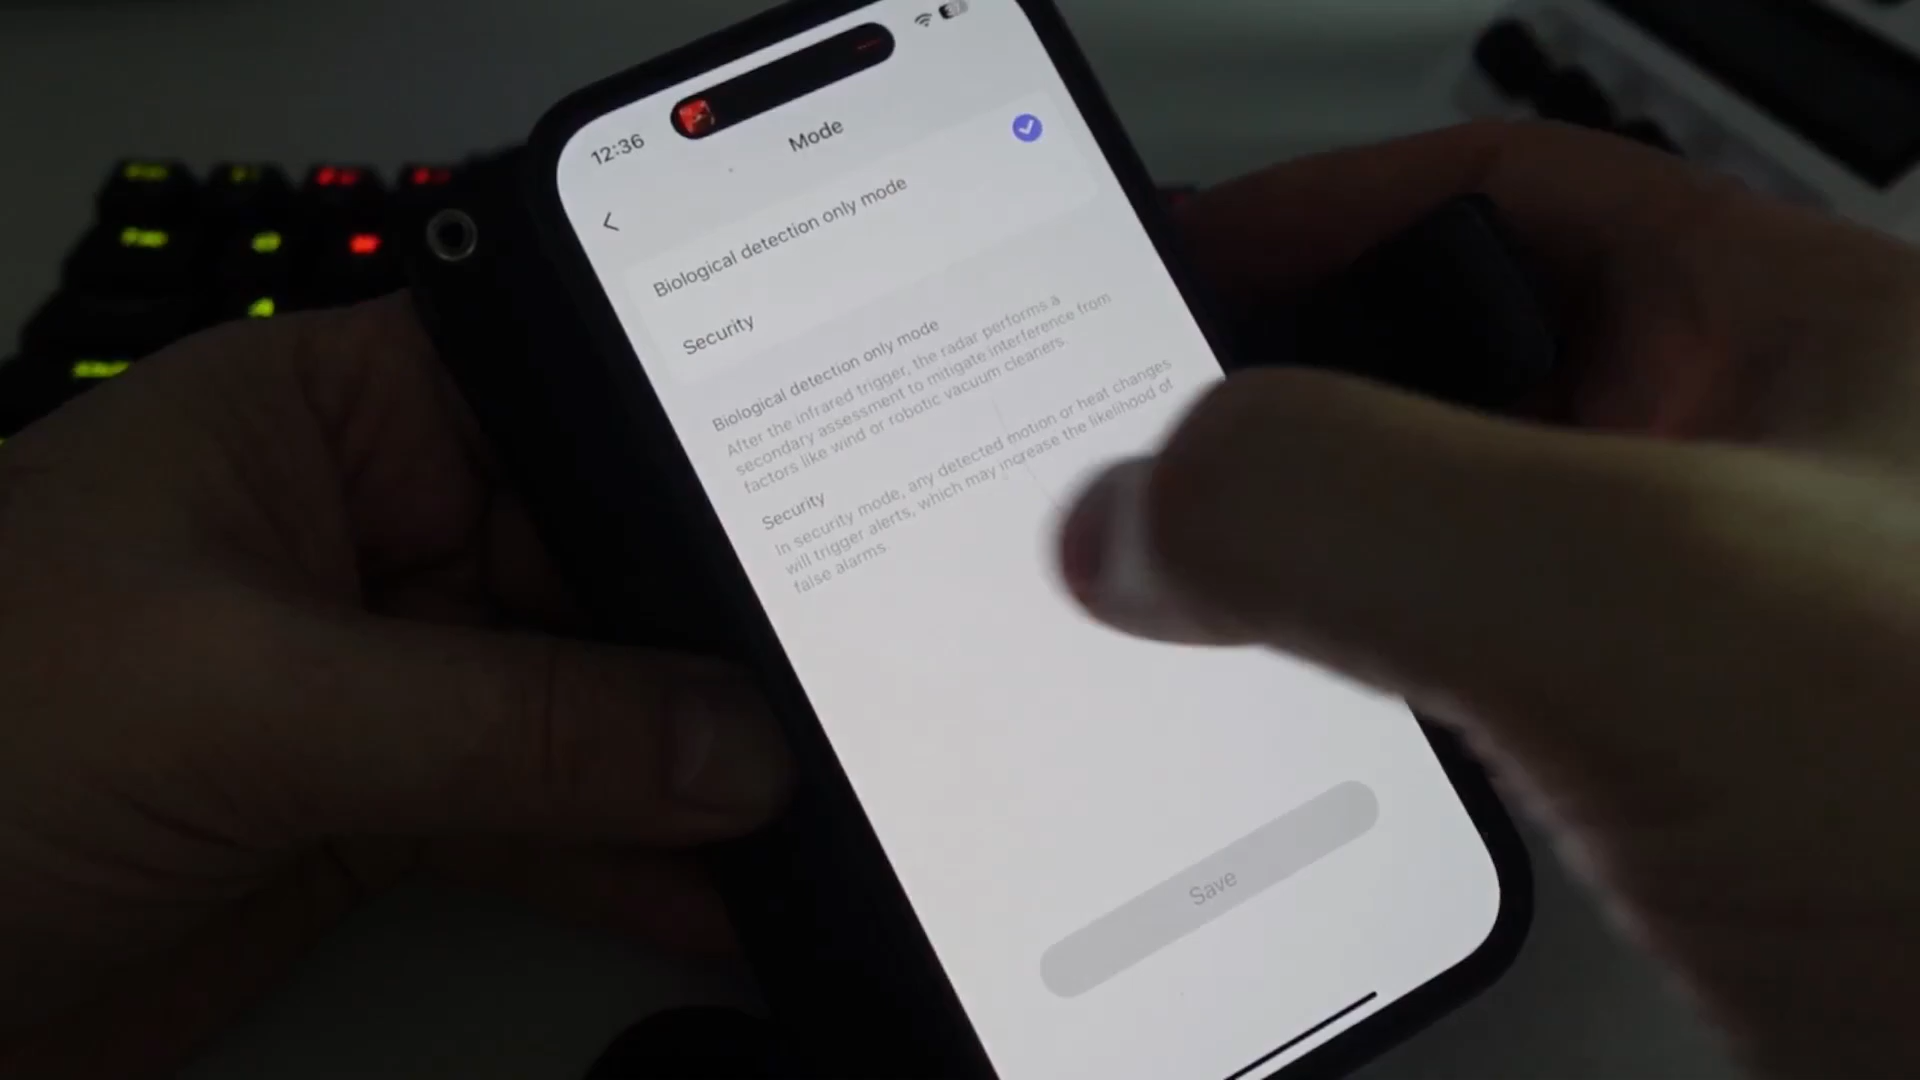 12:36
Mode
Biological detection only mode
Security
Biological detection only mode
After the infrared trigger, the radar performs a
secondary assessment to mitigate interference from
factors like wind or robotic vacuum cleaners.
Security
In security mode, any detected motion or heat changes
will trigger alerts, which may increase the likelihood of
false alarms.
Save